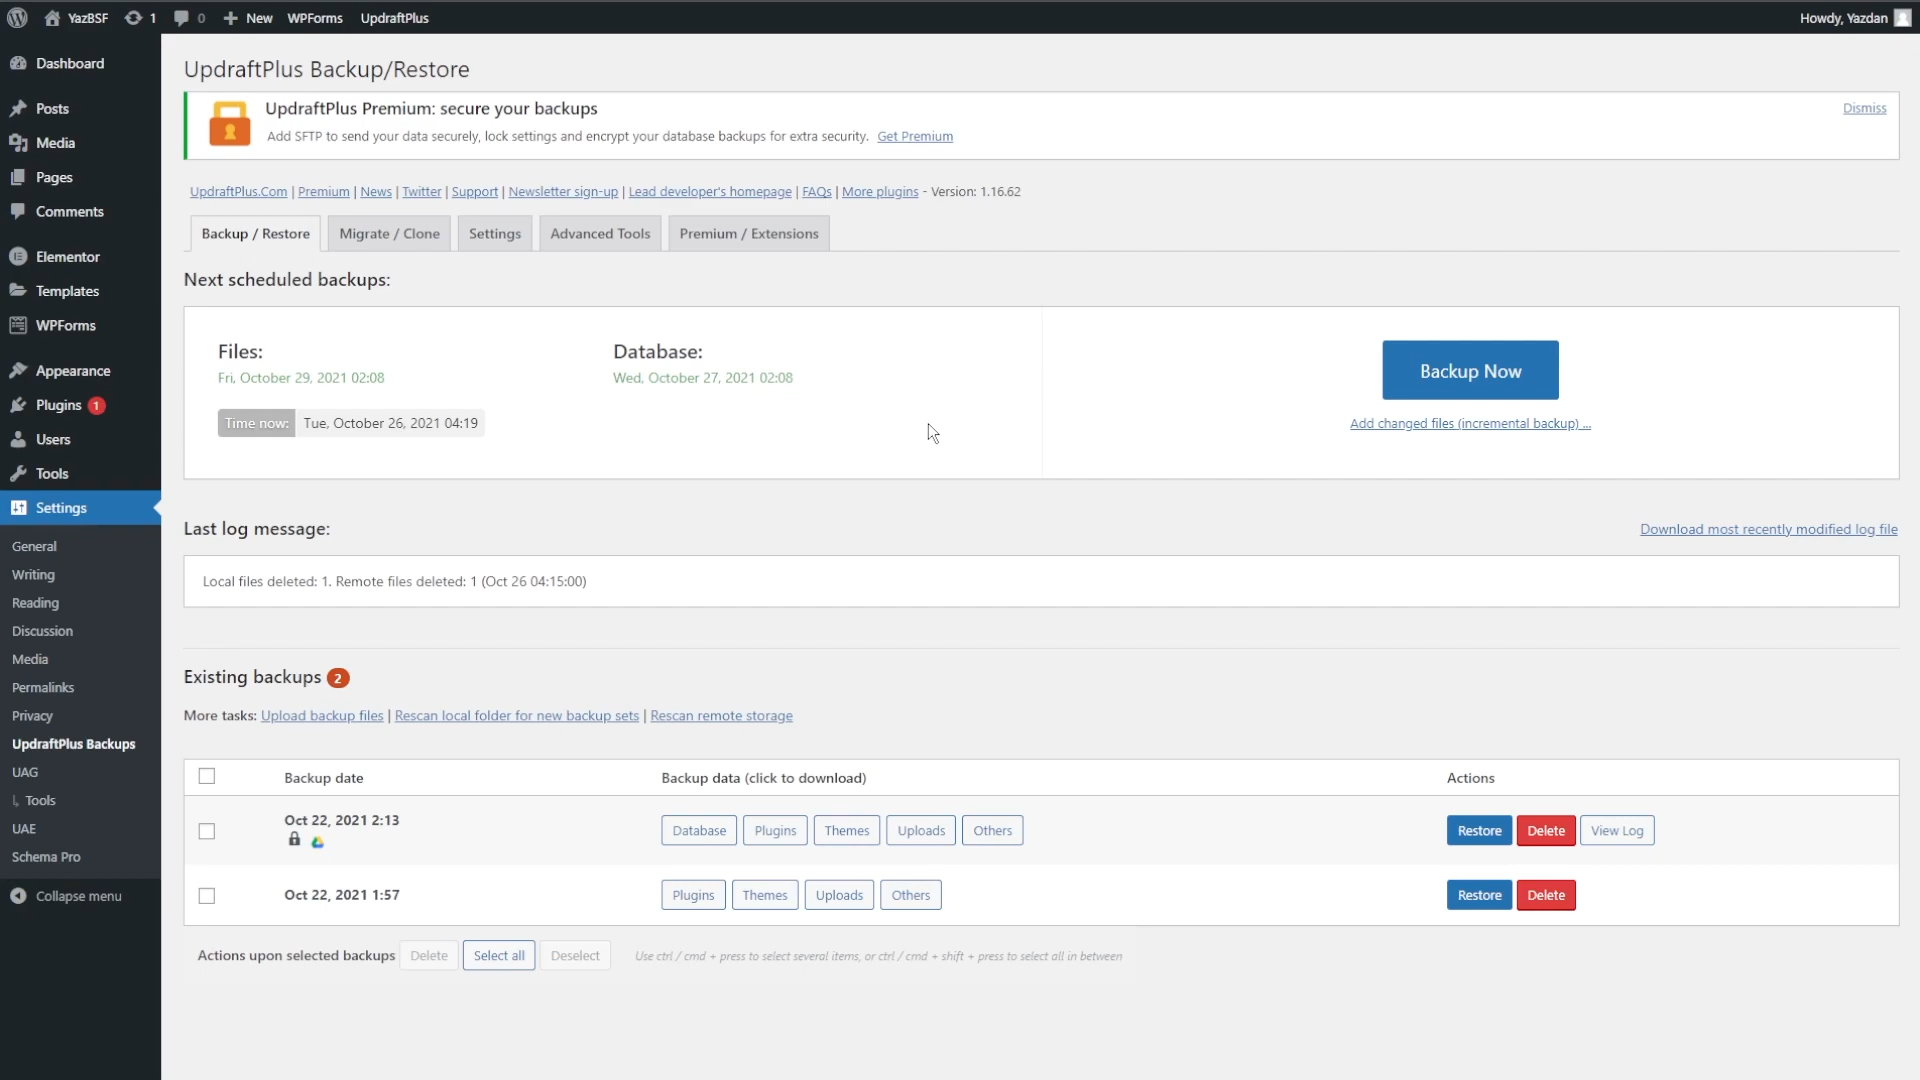 YazBSF 1 0 New WPForms UpdraftPlus Howdy, Yazdan
Dashboard
Posts
Media
Pages
Comments
Elementor
Templates
WPForms
Appearance
Plugins 1
Users
Tools
Settings
General
Writing
Reading
Discussion
Media
Permalinks
Privacy
UpdraftPlus Backups
UAG
Tools
UAE
Schema Pro
Collapse menu
UpdraftPlus Backup/Restore
UpdraftPlus Premium: secure your backups
Dismiss
Add SFTP to send your data securely, lock settings and encrypt your database backups for extra security. Get Premium
UpdraftPlus.Com | Premium | News | Twitter | Support | Newsletter sign-up | Lead developer's homepage | FAQs | More plugins - Version: 1.16.62
Backup / Restore Migrate / Clone Settings Advanced Tools Premium / Extensions
Next scheduled backups:
Files: Database:
Fri, October 29, 2021 02:08 Wed, October 27, 2021 02:08
Time now: Tue, October 26, 2021 04:19
Backup Now
Add changed files (incremental backup) ...
Last log message: Download most recently modified log file
Local files deleted: 1. Remote files deleted: 1 (Oct 26 04:15:00)
Existing backups 2
More tasks: Upload backup files | Rescan local folder for new backup sets | Rescan remote storage
Backup date Backup data (click to download) Actions
Oct 22, 2021 2:13 Database Plugins Themes Uploads Others Restore Delete View Log
Oct 22, 2021 1:57 Plugins Themes Uploads Others Restore Delete
Actions upon selected backups Delete Select all Deselect Use ctrl / cmd + press to select several items, or ctrl / cmd + shift + press to select all in between